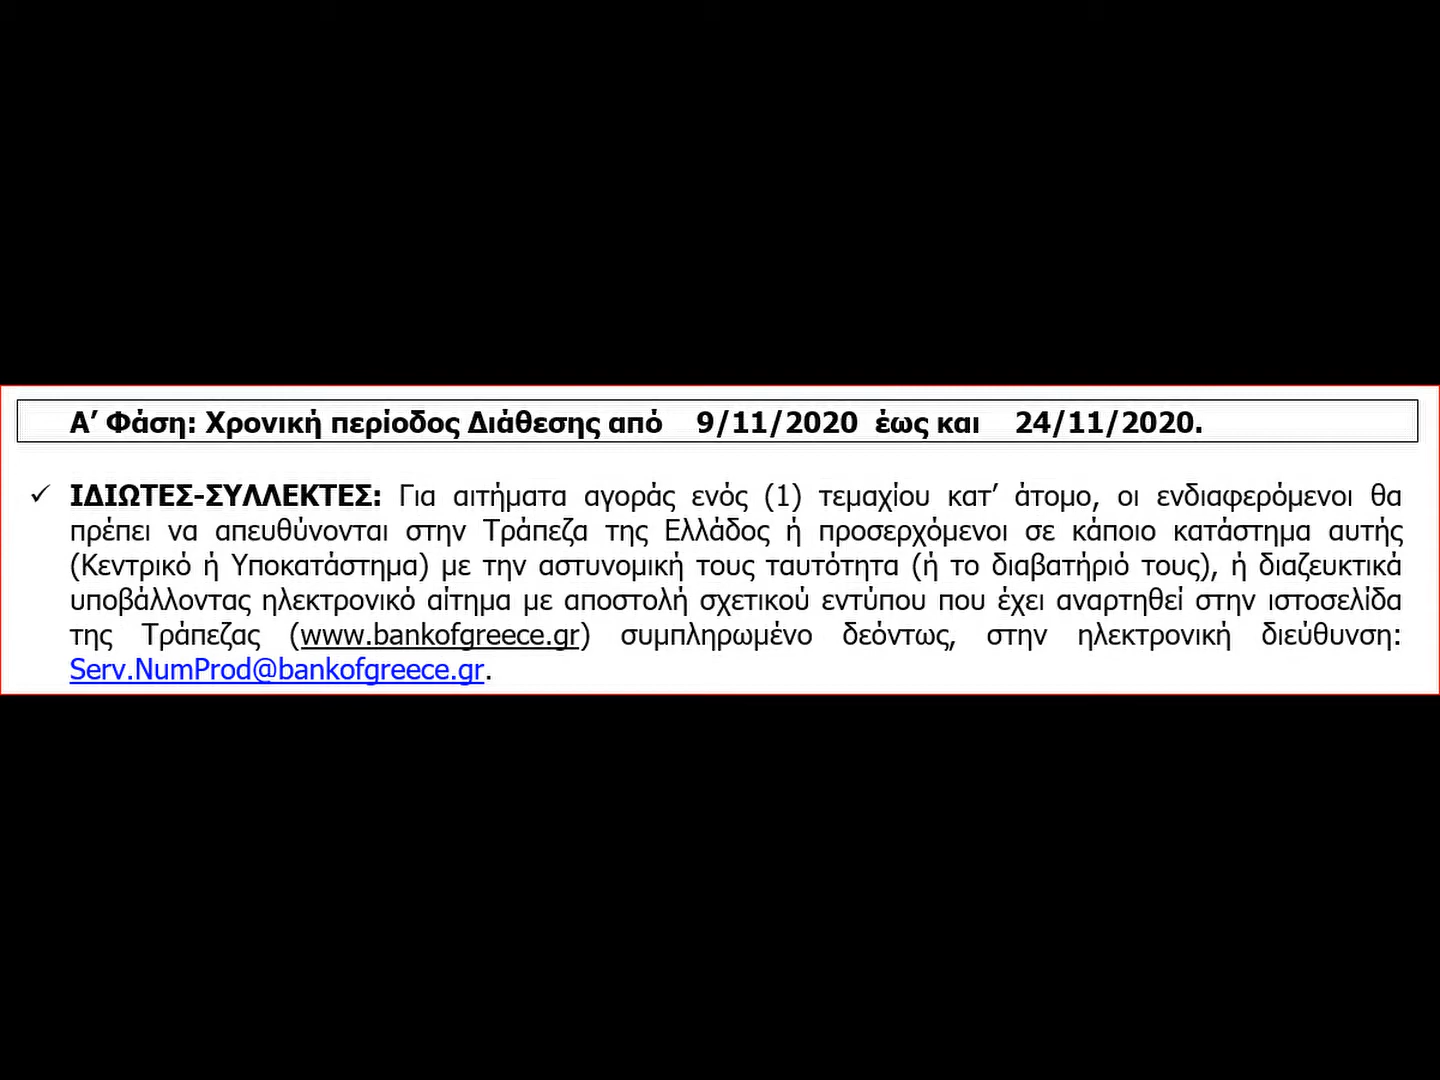 Α’ Φάση: Χρονική περίοδος Διάθεσης από 9/11/2020 έως και 24/11/2020.
✓ ΙΔΙΩΤΕΣ-ΣΥΛΛΕΚΤΕΣ: Για αιτήματα αγοράς ενός (1) τεμαχίου κατ’ άτομο, οι ενδιαφερόμενοι θα
πρέπει να απευθύνονται στην Τράπεζα της Ελλάδος ή προσερχόμενοι σε κάποιο κατάστημα αυτής
(Κεντρικό ή Υποκατάστημα) με την αστυνομική τους ταυτότητα (ή το διαβατήριό τους), ή διαζευκτικά
υποβάλλοντας ηλεκτρονικό αίτημα με αποστολή σχετικού εντύπου που έχει αναρτηθεί στην ιστοσελίδα
της Τράπεζας (www.bankofgreece.gr) συμπληρωμένο δεόντως, στην ηλεκτρονική διεύθυνση:
Serv.NumProd@bankofgreece.gr.